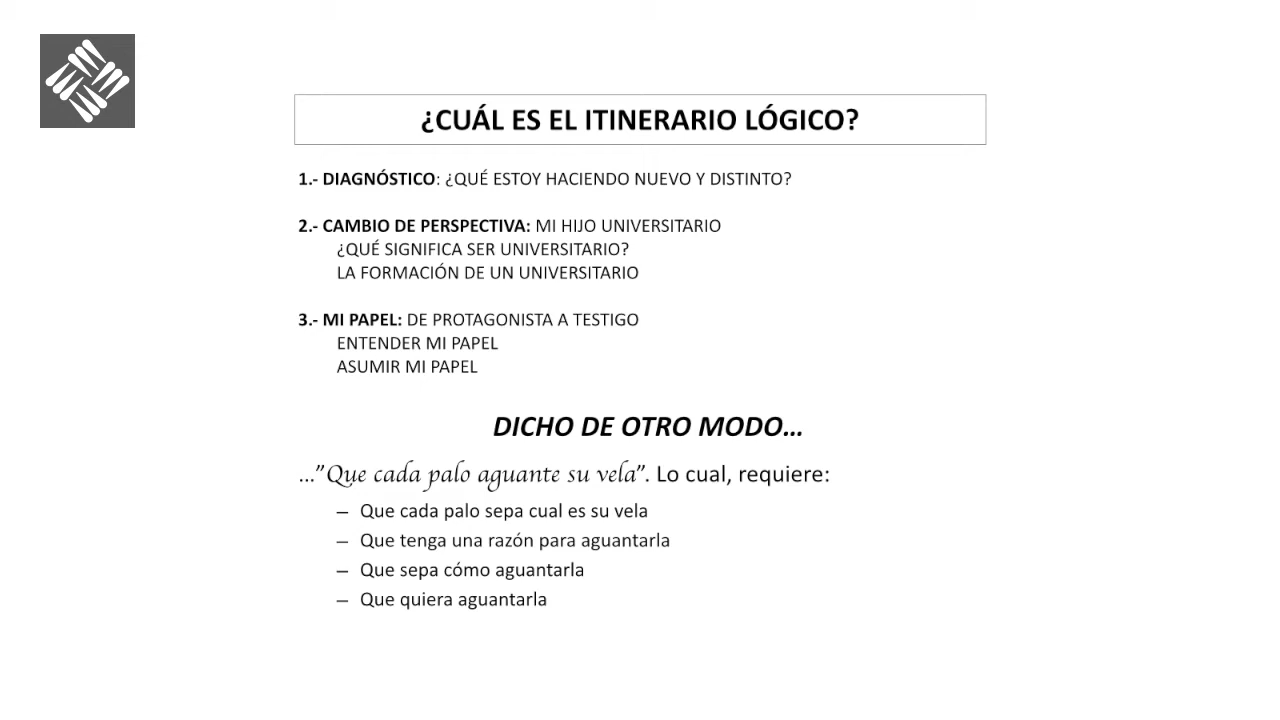 ¿CUÁL ES EL ITINERARIO LÓGICO?
1.- DIAGNÓSTICO: ¿QUÉ ESTOY HACIENDO NUEVO Y DISTINTO?
2.- CAMBIO DE PERSPECTIVA: MI HIJO UNIVERSITARIO
¿QUÉ SIGNIFICA SER UNIVERSITARIO?
LA FORMACIÓN DE UN UNIVERSITARIO
3.- MI PAPEL: DE PROTAGONISTA A TESTIGO
ENTENDER MI PAPEL
ASUMIR MI PAPEL
DICHO DE OTRO MODO...
...”Que cada palo aguante su vela”. Lo cual, requiere:
– Que cada palo sepa cual es su vela
– Que tenga una razón para aguantarla
– Que sepa cómo aguantarla
– Que quiera aguantarla